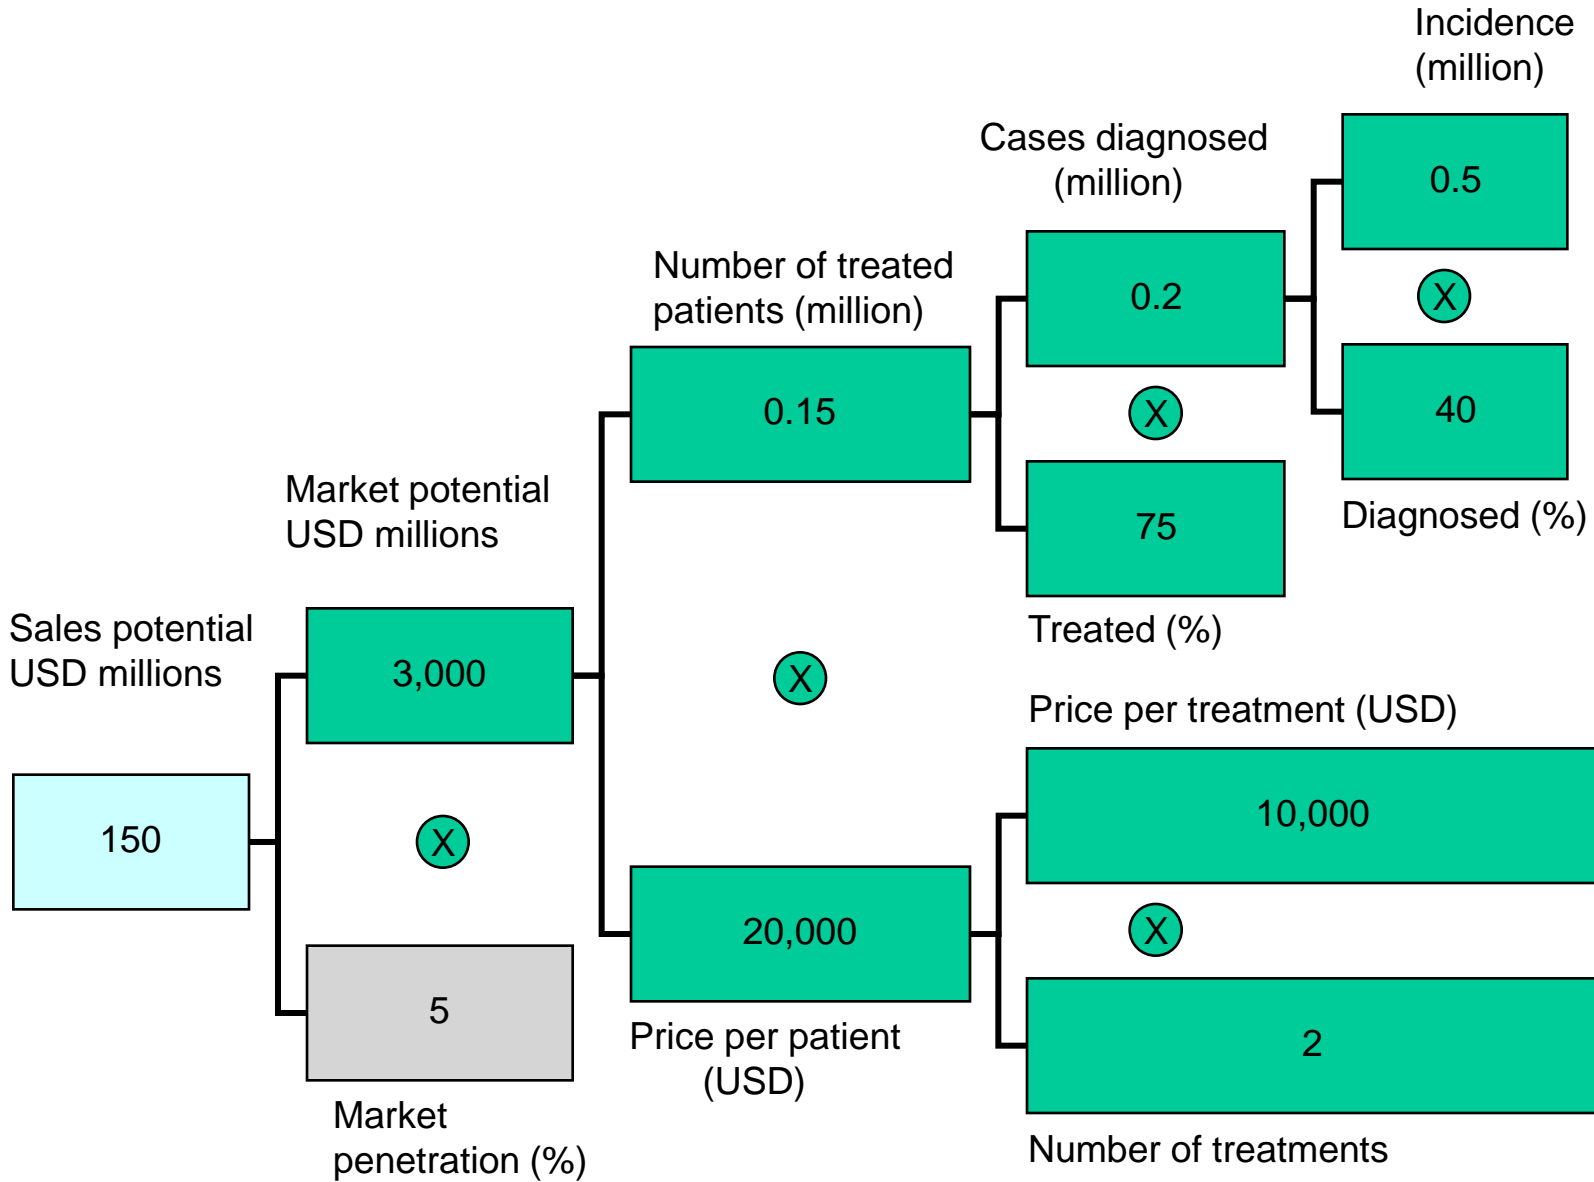 Incidence
(million)
0.5
X
40
Diagnosed (%)
Cases diagnosed
(million)
0.2
X
75
Treated (%)
Number of treated
patients (million)
0.15
X
20,000
Price per patient
(USD)
Price per treatment (USD)
10,000
X
2
Number of treatments
Market potential
USD millions
3,000
X
5
Market
penetration (%)
Sales potential
USD millions
150